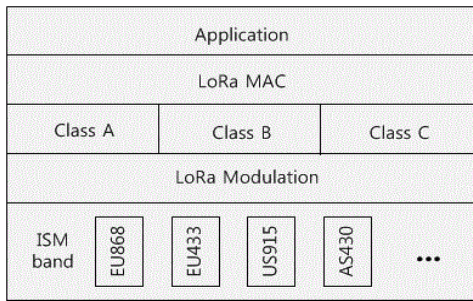 Application
LoRa MAC
Class A Class B Class C
LoRa Modulation
ISM band EU868 EU433 US915 AS430 •••